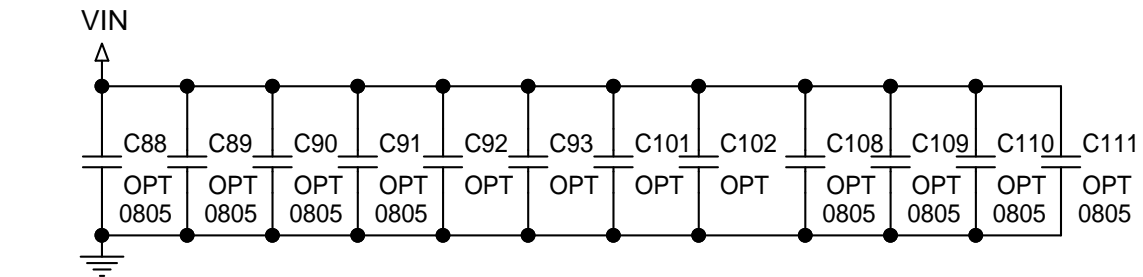 VIN
C88 C89 C90 C91 C92 C93 C101 C102 C108 C109 C110 C111
OPT OPT OPT OPT OPT OPT OPT OPT OPT OPT OPT OPT
0805 0805 0805 0805 0805 0805 0805 0805